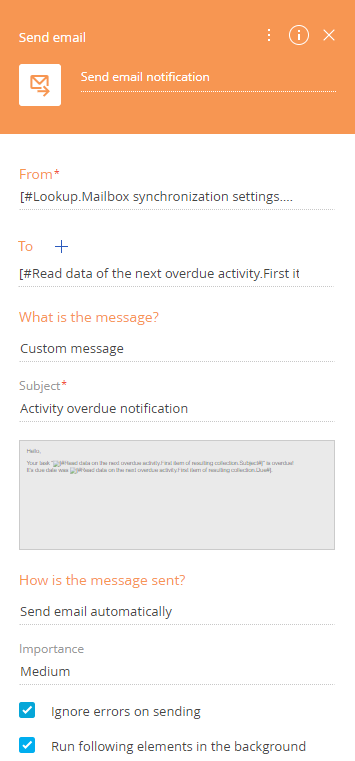 Send email
Send email notification
From*
[#Lookup.Mailbox synchronization settings....
To
[#Read data of the next overdue activity.First it
What is the message?
Custom message
Subject*
Activity overdue notification
Hello,
Your task "[#Read data on the next overdue activity.First item of resulting collection.Subject#]" is overdue!
It's due date was [#Read data on the next overdue activity.First item of resulting collection.Due#].
How is the message sent?
Send email automatically
Importance
Medium
Ignore errors on sending
Run following elements in the background